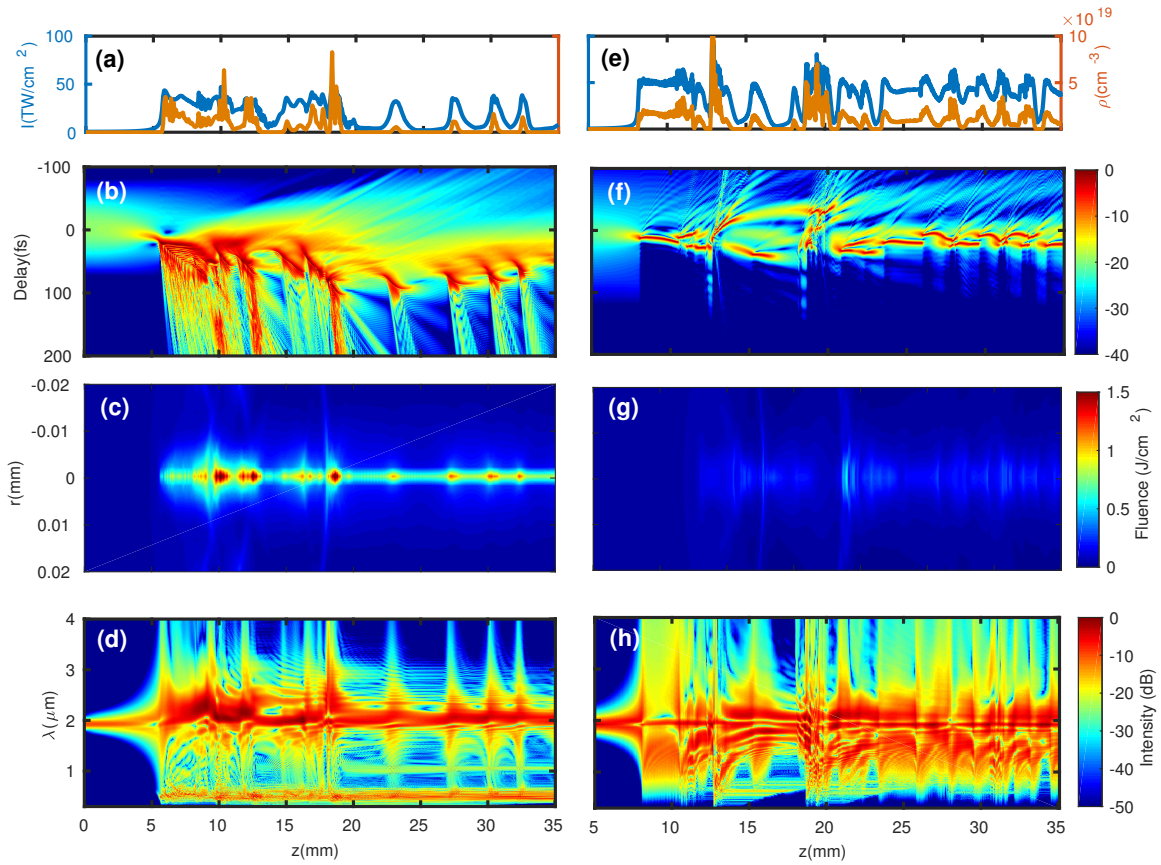 × 10 19
100
50
0
I(TW/cm 2)
(a)
(e)
10
5
0
ρ(cm -3)
-100
0
100
200
Delay(fs)
(b)
(f)
0
-10
-20
-30
-40
-0.02
-0.01
0
0.01
0.02
r(mm)
(c)
(g)
1.5
1
0.5
0
Fluence (J/cm 2)
4
3
2
1
λ(μm)
(d)
(h)
0
-10
-20
-30
-40
-50
Intensity (dB)
0 5 10 15 20 25 30 35
z(mm)
5 10 15 20 25 30 35
z(mm)